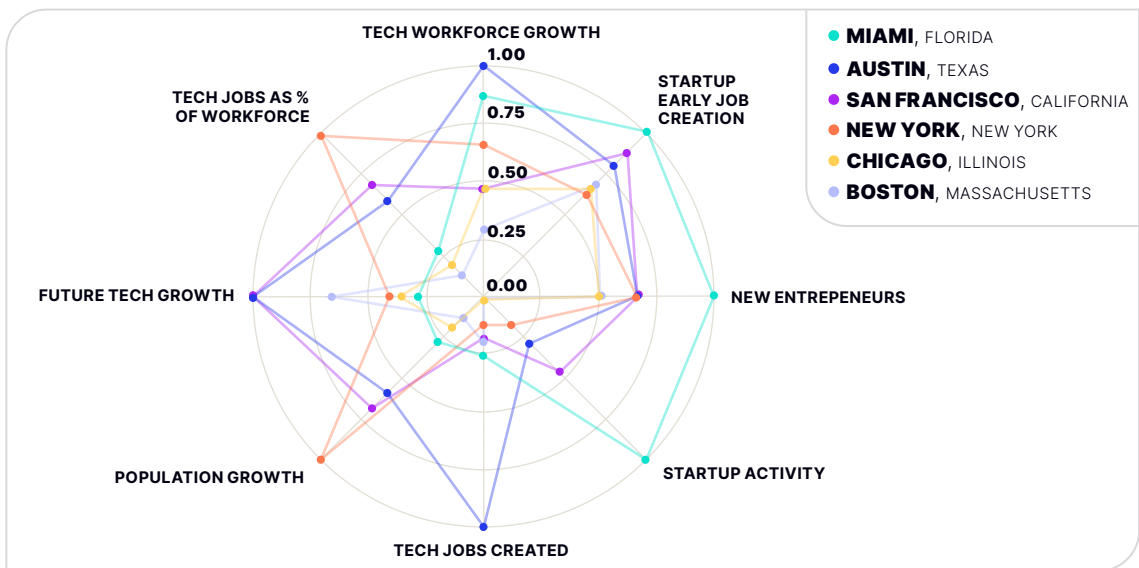 TECH WORKFORCE GROWTH
1.00
STARTUP
EARLY JOB
CREATION
TECH JOBS AS %
OF WORKFORCE
0.75
0.50
0.25
0.00
FUTURE TECH GROWTH
NEW ENTREPENEURS
POPULATION GROWTH
STARTUP ACTIVITY
TECH JOBS CREATED
MIAMI, FLORIDA
AUSTIN, TEXAS
SAN FRANCISCO, CALIFORNIA
NEW YORK, NEW YORK
CHICAGO, ILLINOIS
BOSTON, MASSACHUSETTS